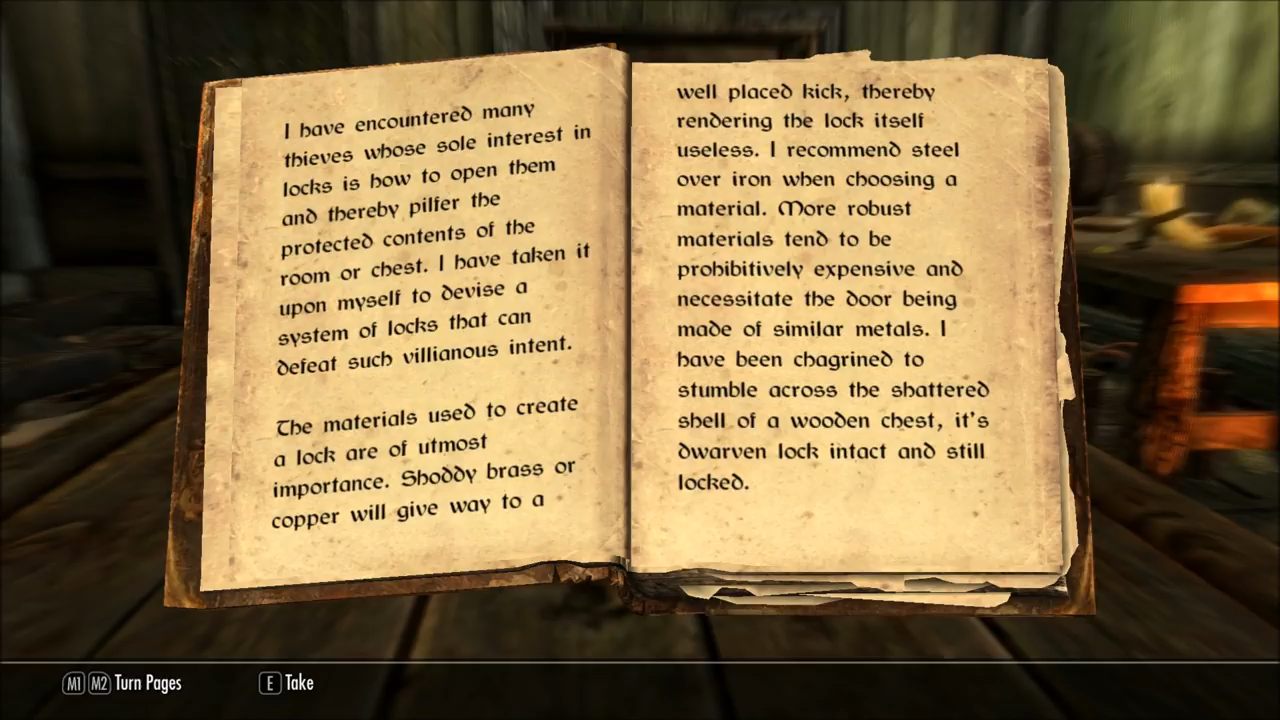 I have encountered many
thieves whose sole interest in
locks is how to open them
and thereby pilfer the
protected contents of the
room or chest. I have taken it
upon myself to devise a
system of locks that can
defeat such villianous intent.
The materials used to create
a lock are of utmost
importance. Shoddy brass or
copper will give way to a
well placed kick, thereby
rendering the lock itself
useless. I recommend steel
over iron when choosing a
material. More robust
materials tend to be
prohibitively expensive and
necessitate the door being
made of similar metals. I
have been chagrined to
stumble across the shattered
shell of a wooden chest, it's
dwarven lock intact and still
locked.
M1 M2 Turn Pages E Take